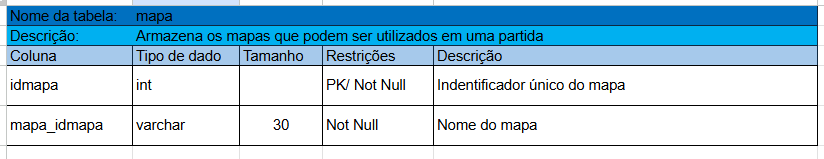 Nome da tabela: mapa
Descrição: Armazena os mapas que podem ser utilizados em uma partida
Coluna Tipo de dado Tamanho Restrições Descrição
idmapa int PK/ Not Null Indentificador único do mapa
mapa_idmapa varchar 30 Not Null Nome do mapa